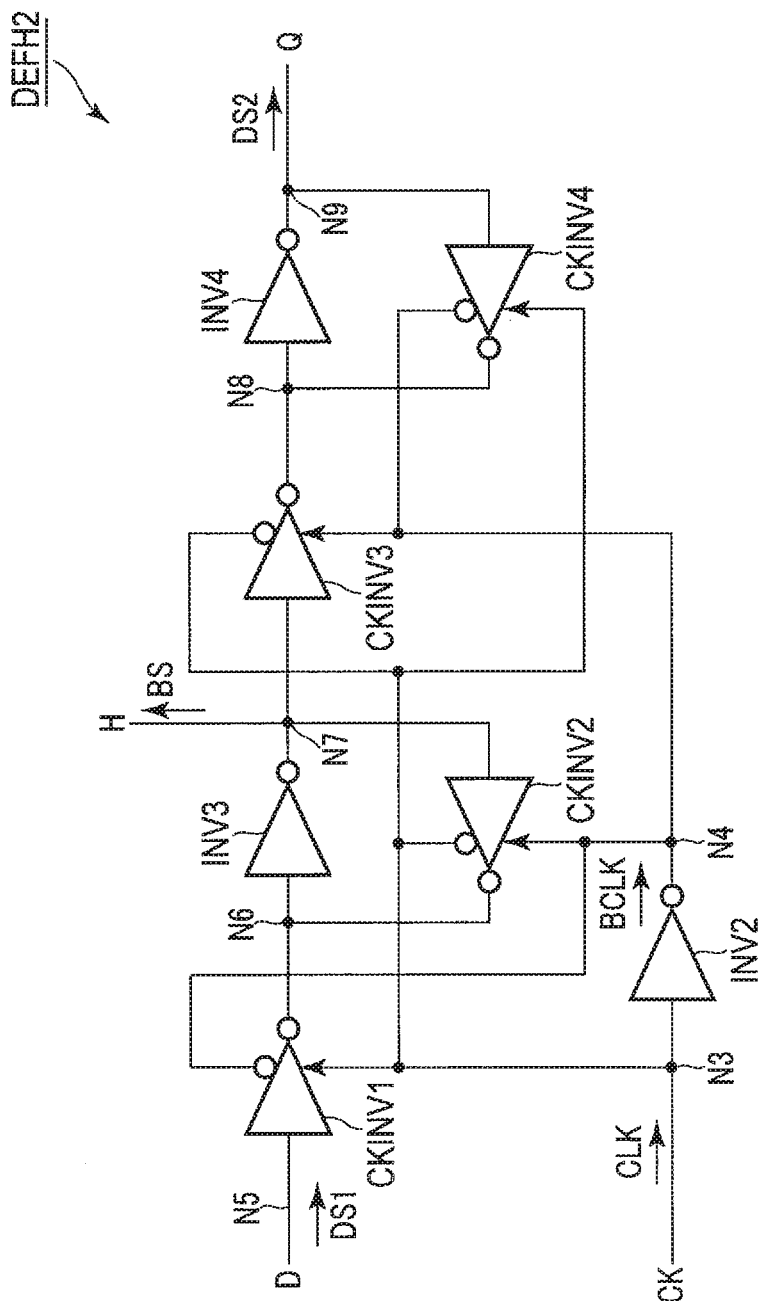 DEFH2
D
N5
DS1
CKINV1
N6
INV3
H
BS
N7
CKINV2
CKINV3
N8
INV4
N9
DS2
Q
CKINV4
CK
CLK
N3
INV2
BCLK
N4